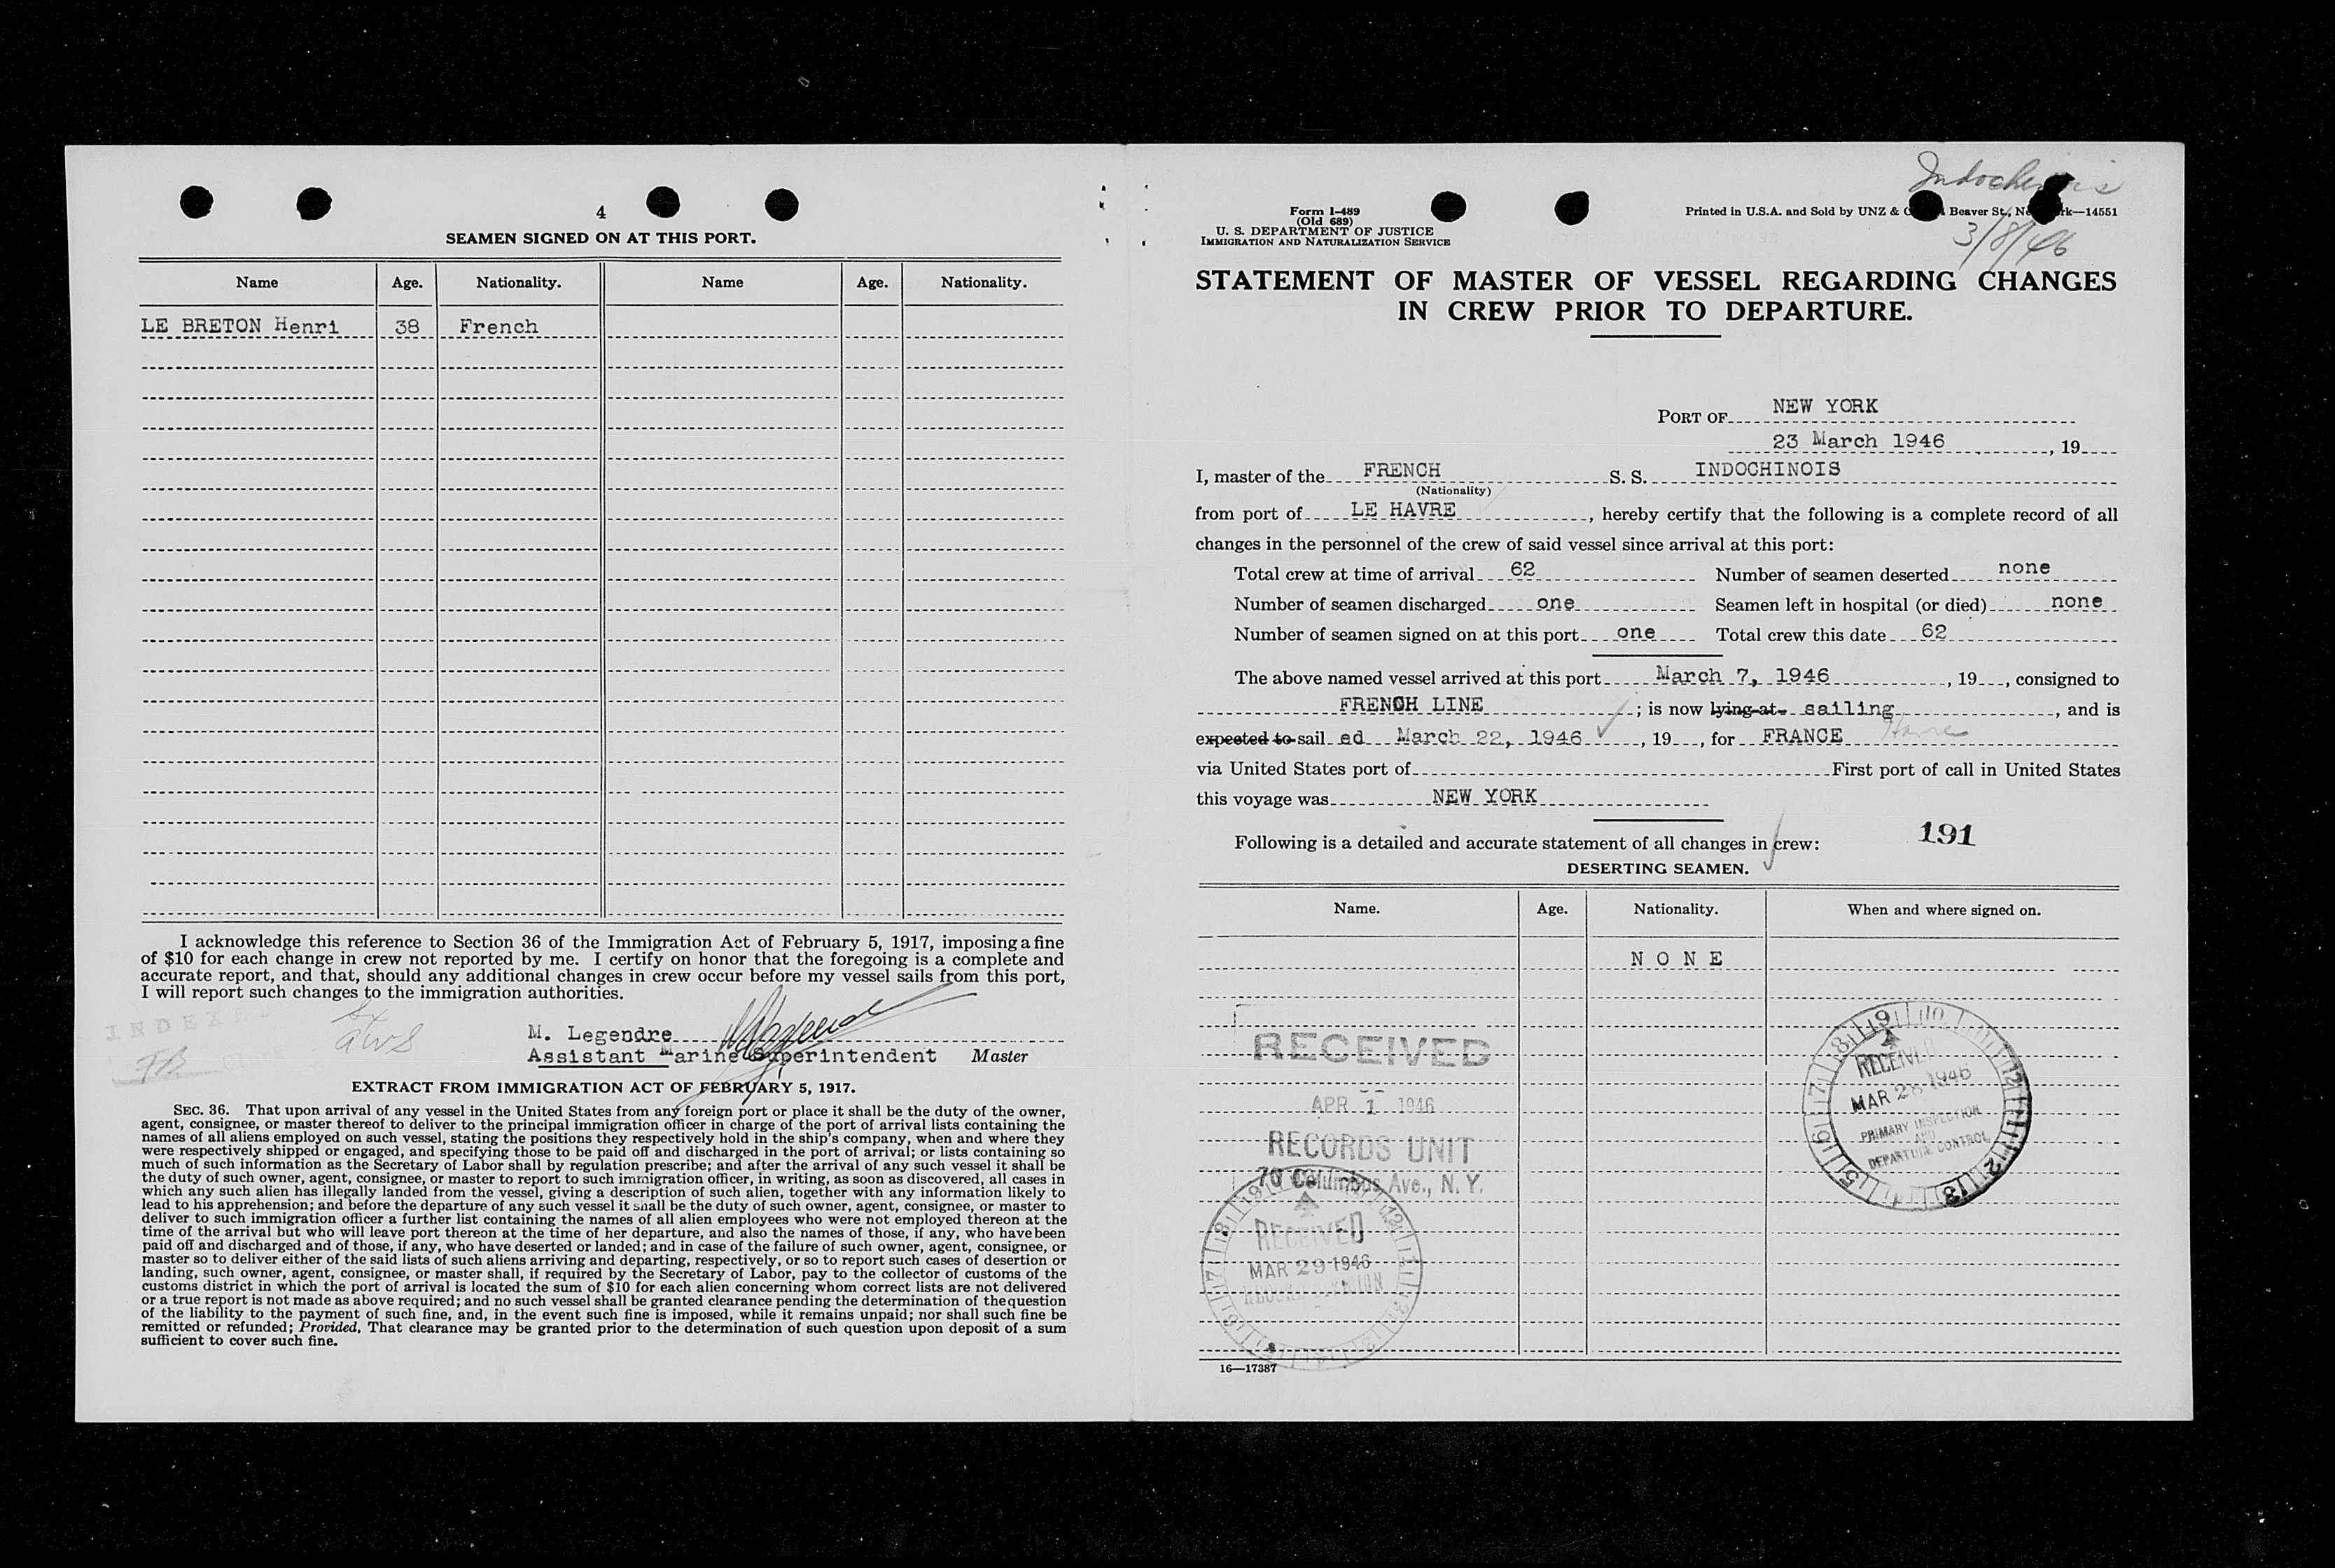 4
SEAMEN SIGNED ON AT THIS PORT.
Name Age. Nationality. Name Age. Nationality.
LE BRETON Henri 38 French
I acknowledge this reference to Section 36 of the Immigration Act of February 5, 1917, imposing a fine
of $10 for each change in crew not reported by me. I certify on honor that the foregoing is a complete and
accurate report, and that, should any additional changes in crew occur before my vessel sails from this port,
I will report such changes to the immigration authorities.
INDEXED
M. Legendre
Assistant Marine Superintendent Master
EXTRACT FROM IMMIGRATION ACT OF FEBRUARY 5, 1917.
SEC. 36. That upon arrival of any vessel in the United States from any foreign port or place it shall be the duty of the owner,
agent, consignee, or master thereof to deliver to the principal immigration officer in charge of the port of arrival lists containing the
names of all aliens employed on such vessel, stating the positions they respectively hold in the ship's company, when and where they
were respectively shipped or engaged, and specifying those to be paid off and discharged in the port of arrival; or lists containing so
much of such information as the Secretary of Labor shall by regulation prescribe; and after the arrival of any such vessel it shall be
the duty of such owner, agent, consignee, or master to report to such immigration officer, in writing, as soon as discovered, all cases in
which any such alien has illegally landed from the vessel, giving a description of such alien, together with any information likely to
lead to his apprehension; and before the departure of any such vessel it shall be the duty of such owner, agent, consignee, or master to
deliver to such immigration officer a further list containing the names of all alien employees who were not employed thereon at the
time of the arrival but who will leave port thereon at the time of her departure, and also the names of those, if any, who have been
paid off and discharged and of those, if any, who have deserted or landed; and in case of the failure of such owner, agent, consignee, or
master so to deliver either of the said lists of such aliens arriving and departing, respectively, or so to report such cases of desertion or
landing, such owner, agent, consignee, or master shall, if required by the Secretary of Labor, pay to the collector of customs of the
customs district in which the port of arrival is located the sum of $10 for each alien concerning whom correct lists are not delivered
or a true report is not made as above required; and no such vessel shall be granted clearance pending the determination of the question
of the liability to the payment of such fine, and, in the event such fine is imposed, while it remains unpaid; nor shall such fine be
remitted or refunded; Provided, That clearance may be granted prior to the determination of such question upon deposit of a sum
sufficient to cover such fine.
Indochinois
3/8/46
Form I-489
(Old 689)
U. S. DEPARTMENT OF JUSTICE
IMMIGRATION AND NATURALIZATION SERVICE
Printed in U.S.A. and Sold by UNZ & Beaver St., 14551
STATEMENT OF MASTER OF VESSEL REGARDING CHANGES
IN CREW PRIOR TO DEPARTURE.
PORT OF NEW YORK
23 March 1946, 19
I, master of the FRENCH S. S. INDOCHINOIS
(Nationality)
from port of LE HAVRE, hereby certify that the following is a complete record of all
changes in the personnel of the crew of said vessel since arrival at this port:
Total crew at time of arrival 62 Number of seamen deserted none
Number of seamen discharged one Seamen left in hospital (or died) none
Number of seamen signed on at this port one Total crew this date 62
The above named vessel arrived at this port March 7, 1946, 19, consigned to
FRENCH LINE; is now lying at sailing, and is
expected to sail ed March 22, 1946, 19, for FRANCE Havre
via United States port of First port of call in United States
this voyage was NEW YORK
191
Following is a detailed and accurate statement of all changes in crew:
DESERTING SEAMEN.
Name. Age. Nationality. When and where signed on.
N O N E
RECEIVED
APR 1 1946
RECORDS UNIT
70 Columbus Ave., N. Y.
RECEIVED
MAR 28 1946
PRIMARY INSPECTION
AND
DEPARTURE CONTROL
RECEIVED
MAR 29 1946
16—17387